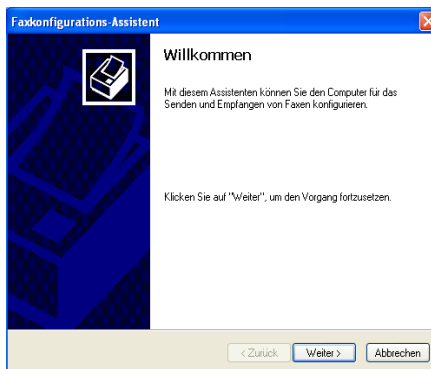 Faxkonfigurations-Assistent
Willkommen
Mit diesem Assistenten können Sie den Computer für das
Senden und Empfangen von Faxen konfigurieren.
Klicken Sie auf "Weiter", um den Vorgang fortzusetzen.
< Zurück Weiter > Abbrechen